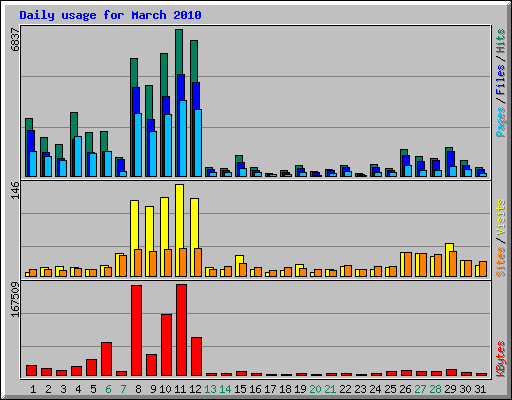 Daily usage for March 2010
6837
Pages / Files / Hits
146
Sites / Visits
167509
KBytes
1 2 3 4 5 6 7 8 9 10 11 12 13 14 15 16 17 18 19 20 21 22 23 24 25 26 27 28 29 30 31